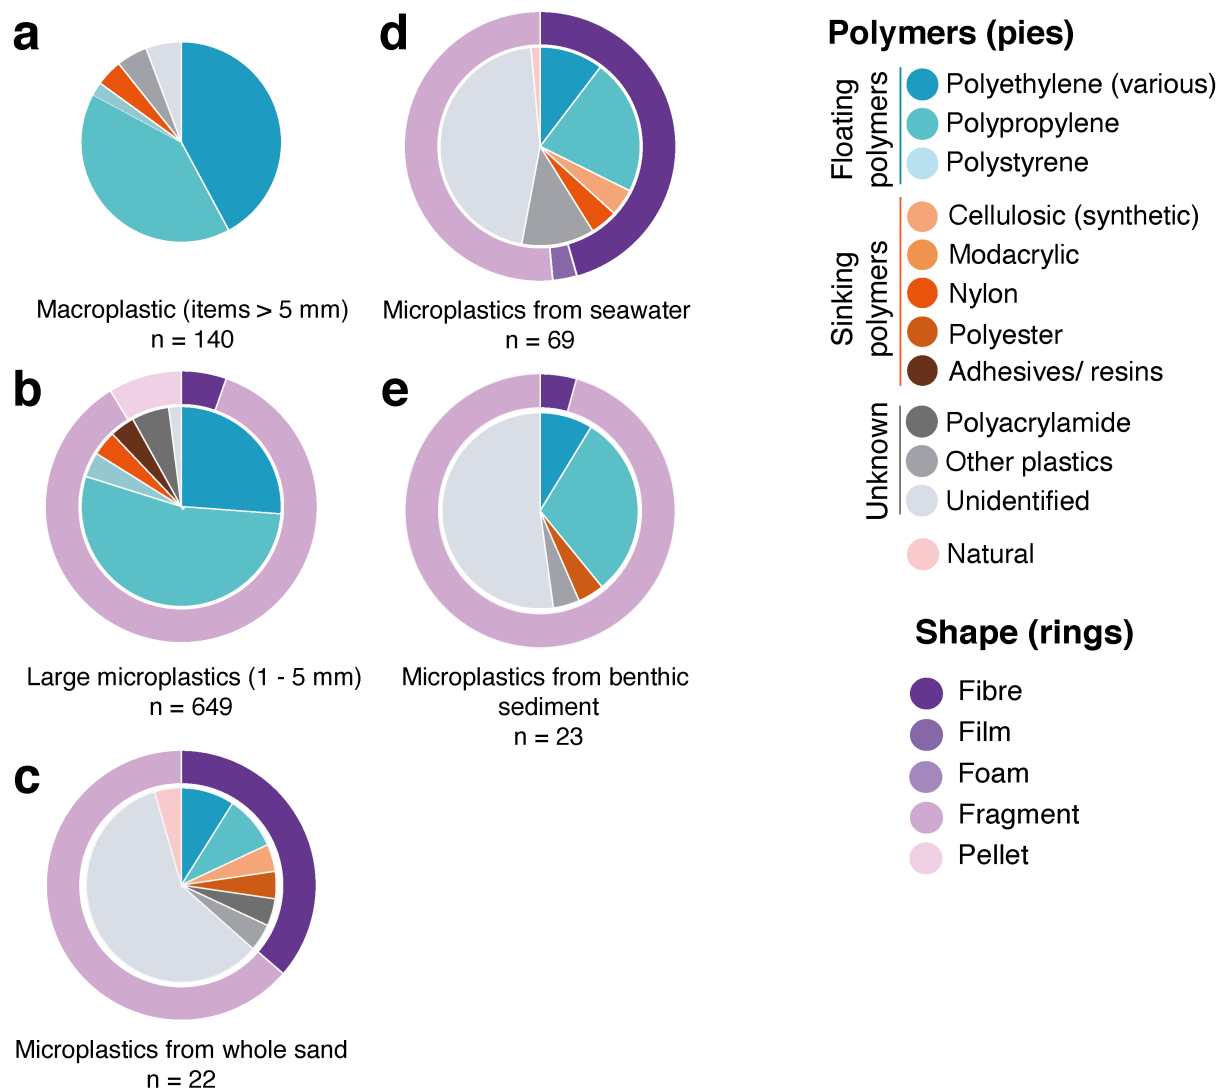 a
Macroplastic (items > 5 mm)
n = 140
b
Large microplastics (1 - 5 mm)
n = 649
c
Microplastics from whole sand
n = 22
d
Microplastics from seawater
n = 69
e
Microplastics from benthic
sediment
n = 23
Polymers (pies)
Floating
polymers
Polyethylene (various)
Polypropylene
Polystyrene
Sinking
polymers
Cellulosic (synthetic)
Modacrylic
Nylon
Polyester
Adhesives/ resins
Unknown
Polyacrylamide
Other plastics
Unidentified
Natural
Shape (rings)
Fibre
Film
Foam
Fragment
Pellet